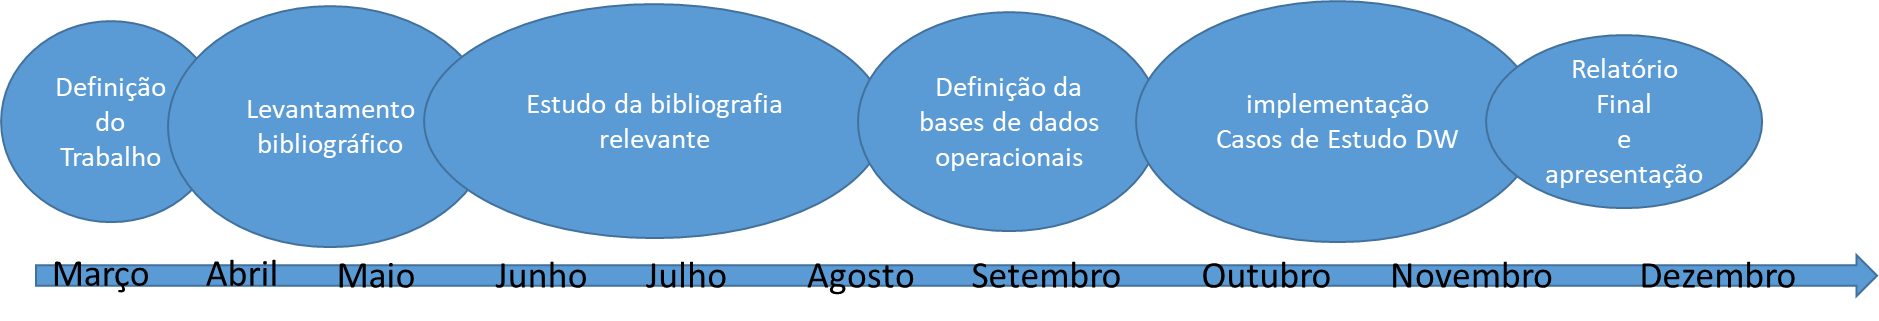 Definição
do
Trabalho
Levantamento
bibliográfico
Estudo da bibliografia
relevante
Definição da
bases de dados
operacionais
implementação
Casos de Estudo DW
Relatório
Final
e
apresentação
Março Abril Maio Junho Julho Agosto Setembro Outubro Novembro Dezembro